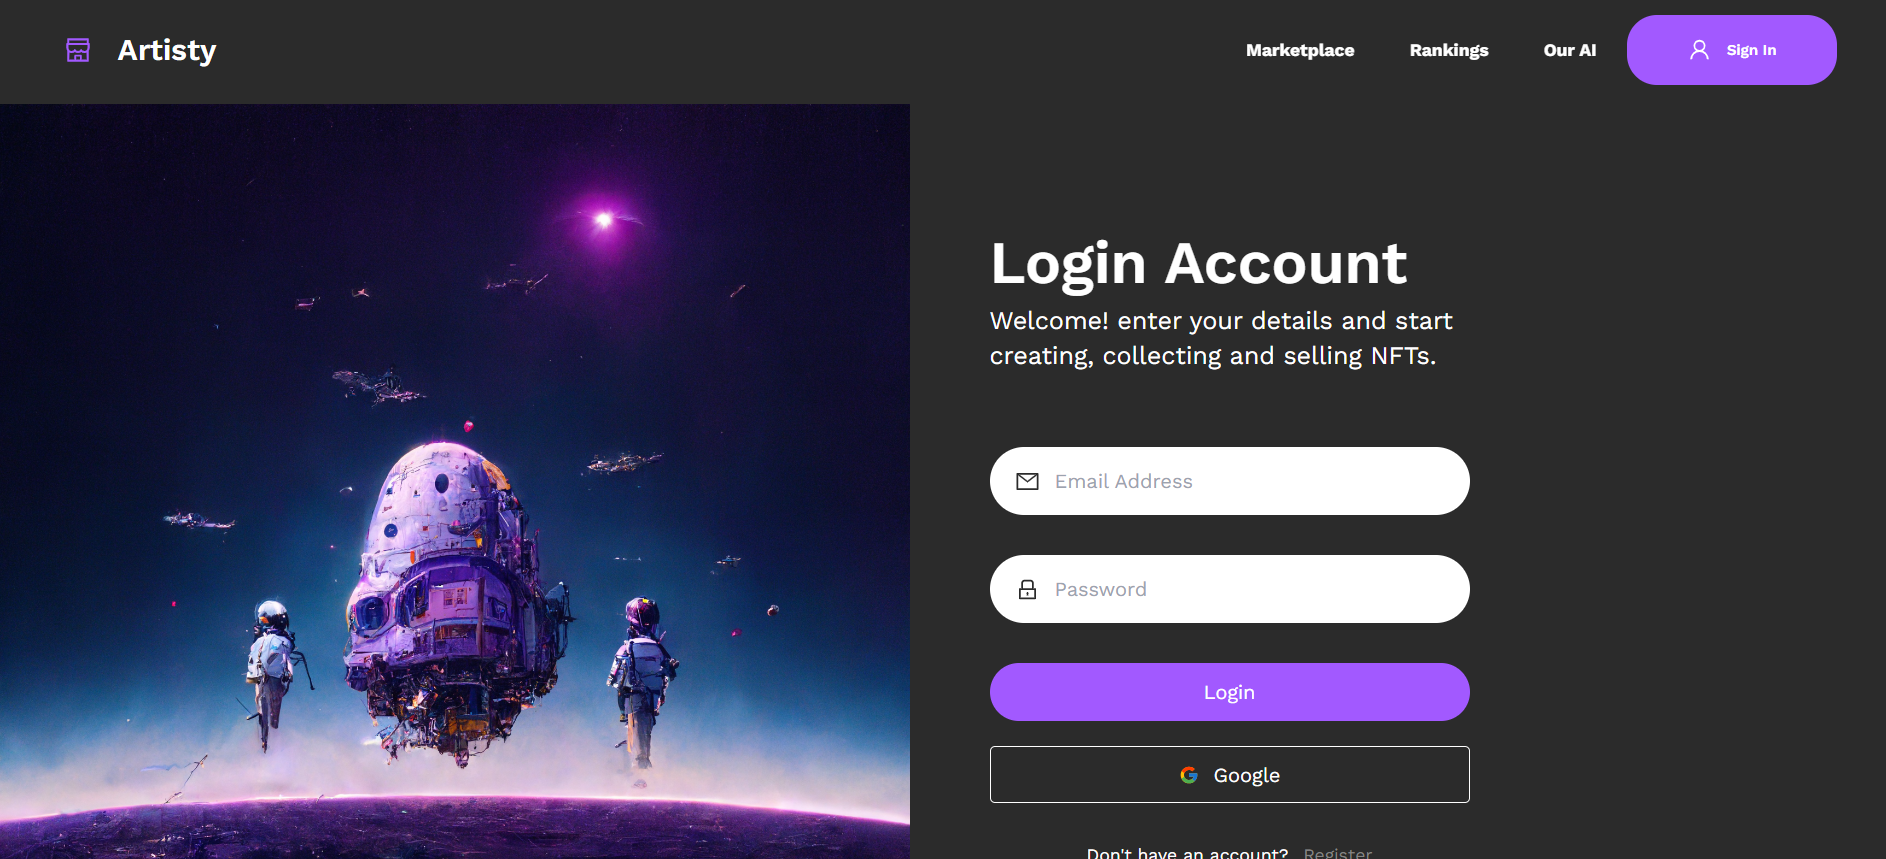 Artisty
Marketplace
Rankings
Our AI
Sign In
Login Account
Welcome! enter your details and start
creating, collecting and selling NFTs.
Email Address
Password
Login
Google
Don't have an account? Register